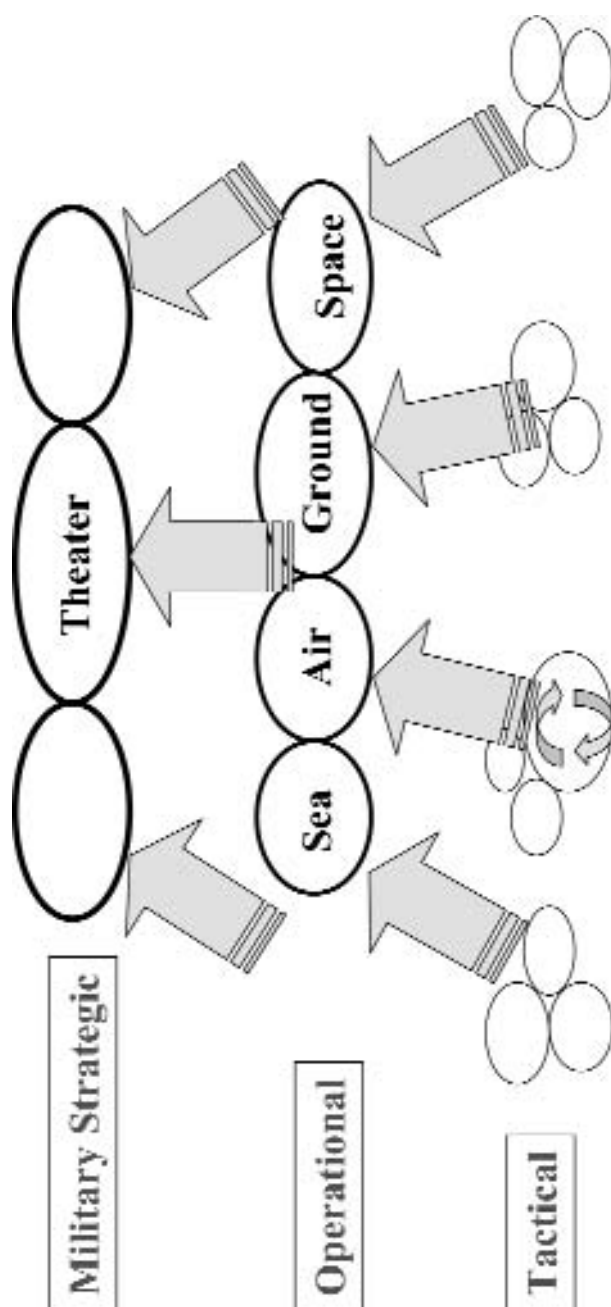 Military Strategic
Theater
Operational
Sea
Air
Ground
Space
Tactical